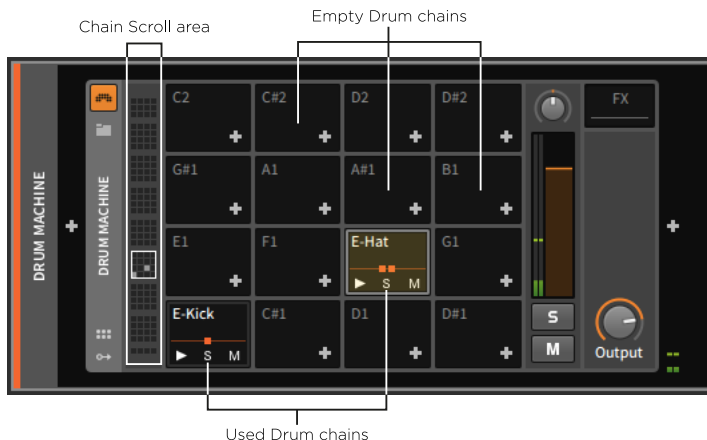 Empty Drum chains
Chain Scroll area
DRUM MACHINE
DRUM MACHINE
C2 C#2 D2 D#2
FX
G#1 A1 A#1 B1
E1 F1 E-Hat G1
S M
E-Kick C#1 D1 D#1
S M
S
M
Output
Used Drum chains